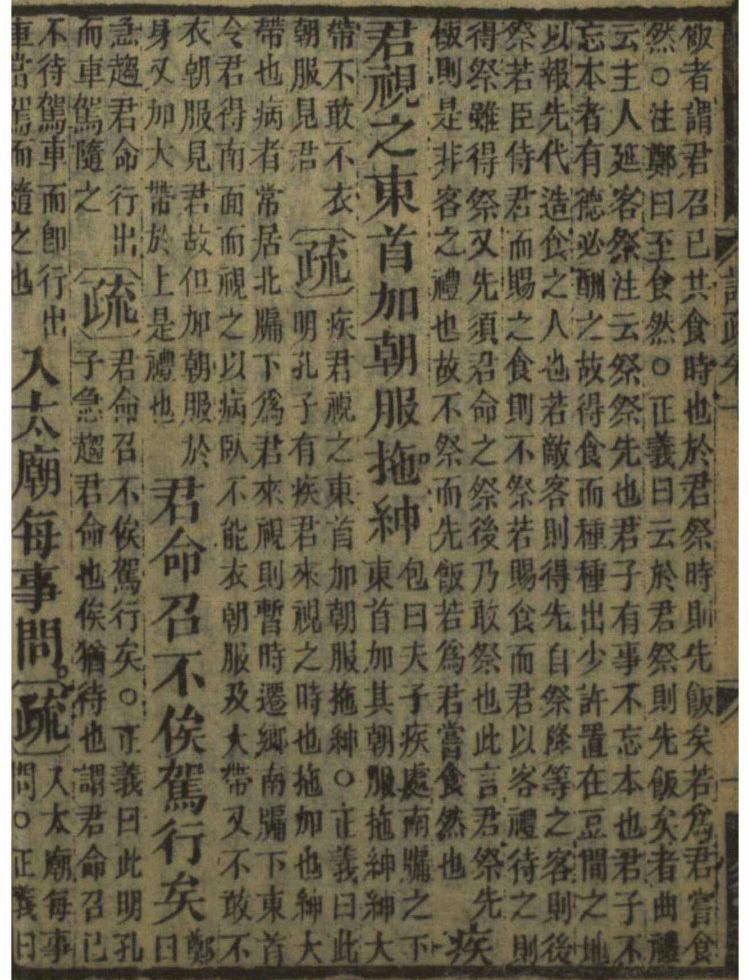 飯者謂君召已共食時也於君祭時則先飯矣若爲君嘗食
然○注鄭曰至食然○正義曰云於君祭則先飯矣者曲禮
云主人延客祭注云祭祭先也君子有事不忘本也君子不
忘本者有德必酬之故得食而種種出少許置在豆間之地
以報先代造食之人也若敵客則得先自祭降等之客則後
祭若臣侍君而賜之食則不祭若賜食而君以客禮待之則
得祭雖得祭又先須君命之祭後乃敢祭也此言君祭先
飯則是非客之禮也故不祭而先飯若爲君嘗食然也
疾
君視之東首加朝服拖紳
包曰夫子疾處南牖之下
東首加其朝服拖紳紳大
帶不敢不衣
朝服見君
疏
疾君視之東首加朝服拖紳○正義曰此
明孔子有疾君來視之時也拖加也紳大
帶也病者常居北牖下爲君來視則暫時遷鄉南牖下東首
令君得南面而視之以病臥不能衣朝服及大帶又不敢不
衣朝服見君故但加朝服於
身又加大帶於上是禮也
君命召不俟駕行矣
鄭
曰
急趨君命行出
而車駕隨之
疏
君命召不俟駕行矣○正義曰此明孔
子急趨君命也俟猶待也謂君命召已
不待駕車而卽行出
車當駕而隨之也
入太廟每事問
疏
入太廟每事
問○正義曰